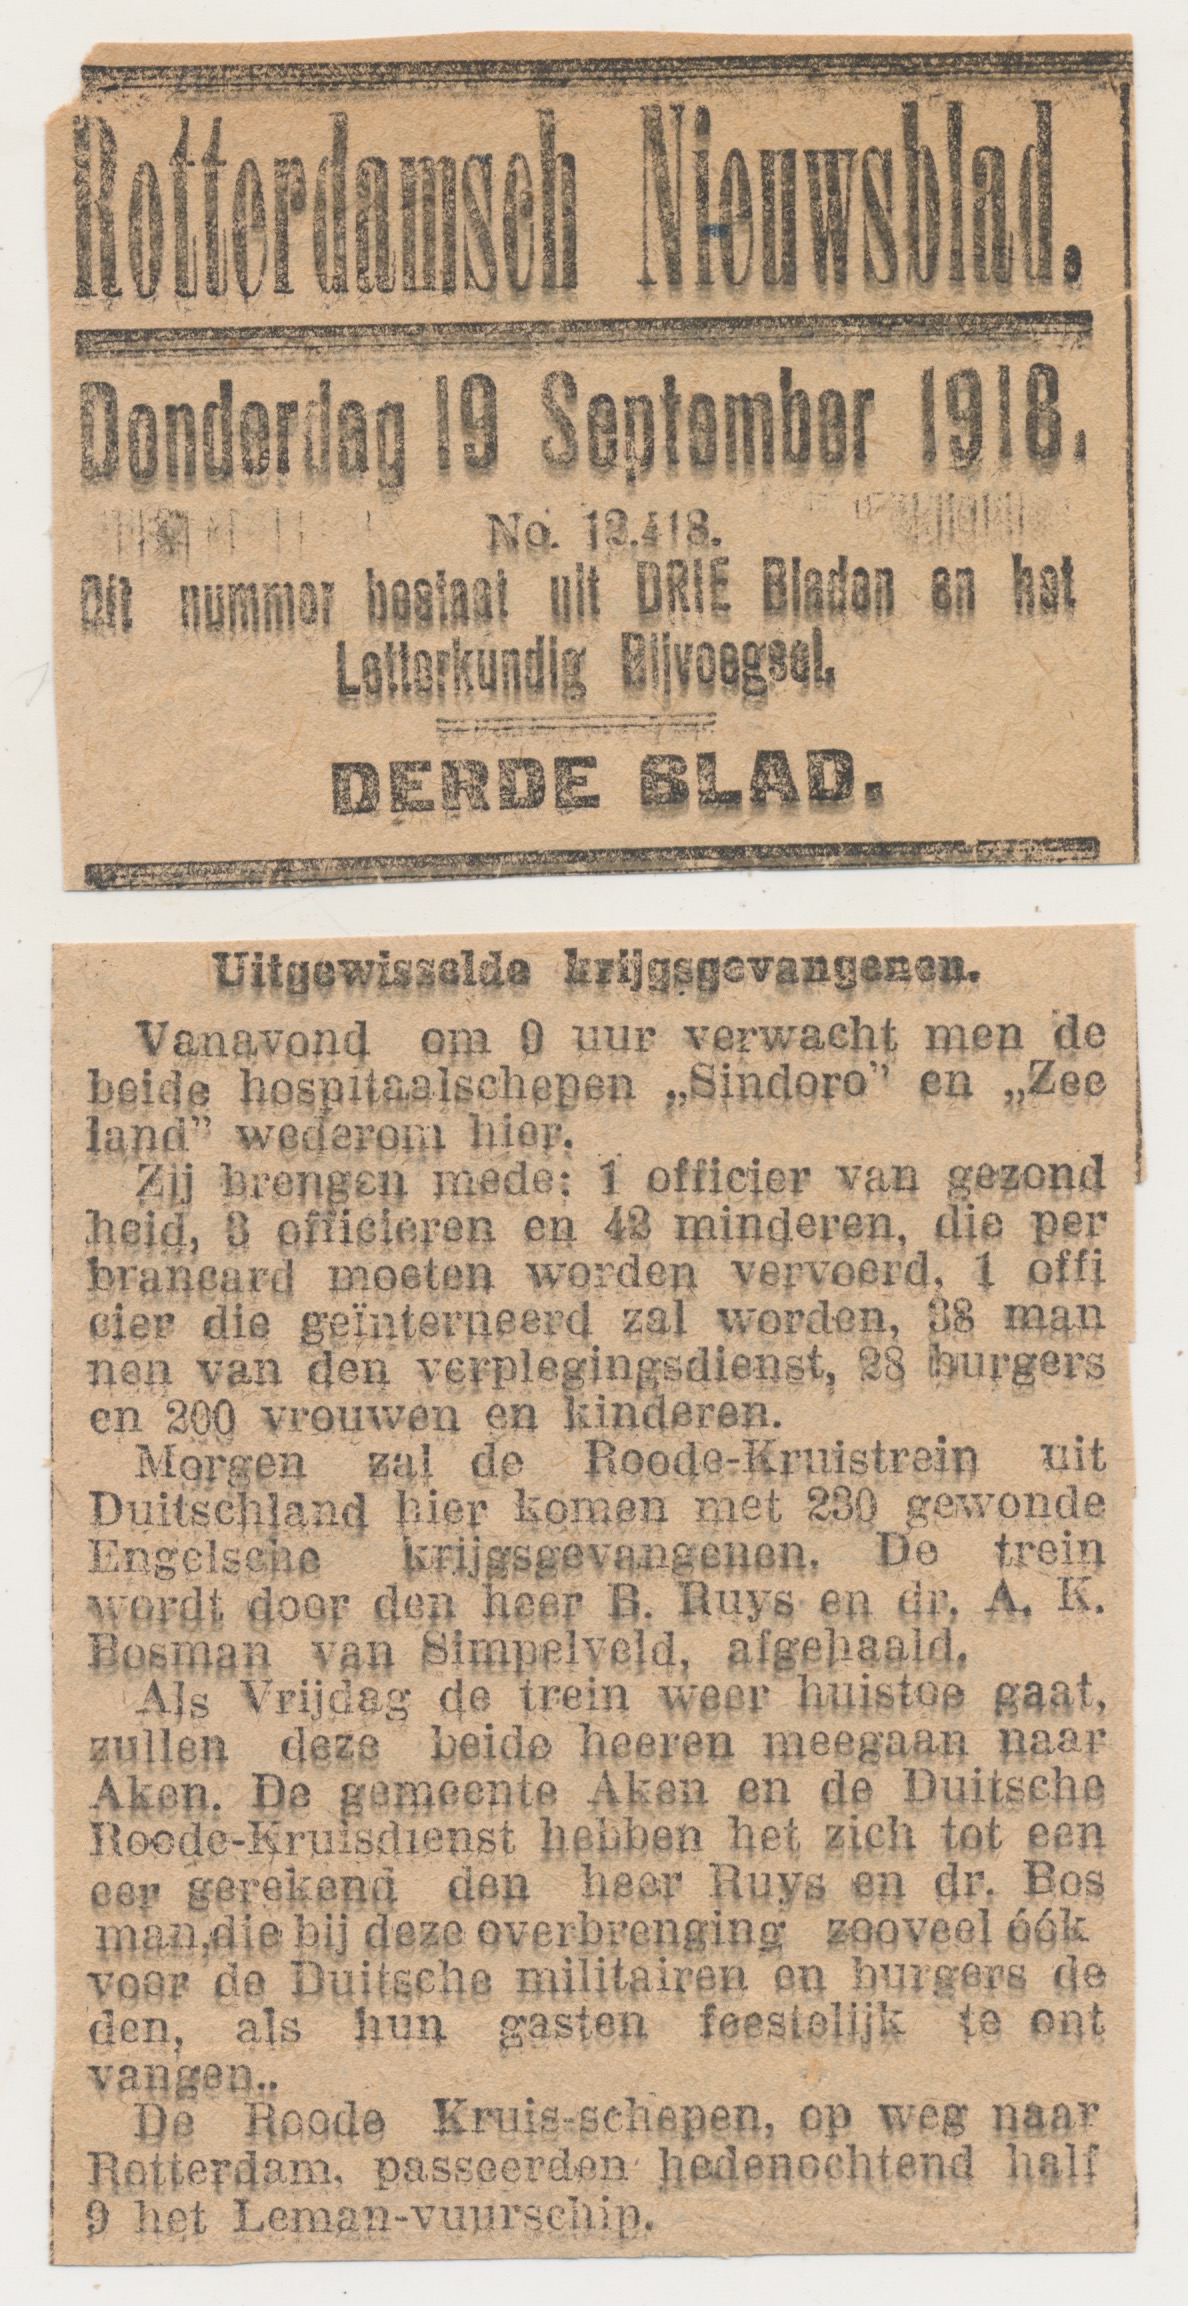 Rotterdamsch Nieuwsblad.
Donderdag 19 September 1918.
No. 12.418.
Dit nummer bestaat uit DRIE Bladen en het
Letterkundig Bijvoegsel.
DERDE BLAD.
Uitgewisselde krijgsgevangenen.
Vanavond om 9 uur verwacht men de
beide hospitaalschepen „Sindoro” en „Zee
land” wederom hier.
Zij brengen mede: 1 officier van gezond
heid, 3 officieren en 42 minderen, die per
brancard moeten worden vervoerd, 1 offi
cier die geïnterneerd zal worden, 38 man
nen van den verplegingsdienst, 28 burgers
en 200 vrouwen en kinderen.
Morgen zal de Roode-Kruistrein uit
Duitschland hier komen met 230 gewonde
Engelsche krijgsgevangenen. De trein
wordt door den heer B. Ruys en dr. A. K.
Bosman van Simpelveld, afgehaald.
Als Vrijdag de trein weer huistoe gaat,
zullen deze beide heeren meegaan naar
Aken. De gemeente Aken en de Duitsche
Roode-Kruisdienst hebben het zich tot een
eer gerekend den heer Ruys en dr. Bos
man,die bij deze overbrenging zooveel óók
voor de Duitsche militairen en burgers de
den, als hun gasten feestelijk te ont
vangen..
De Roode Kruis-schepen, op weg naar
Rotterdam, passeerden hedenochtend half
9 het Leman-vuurschip.